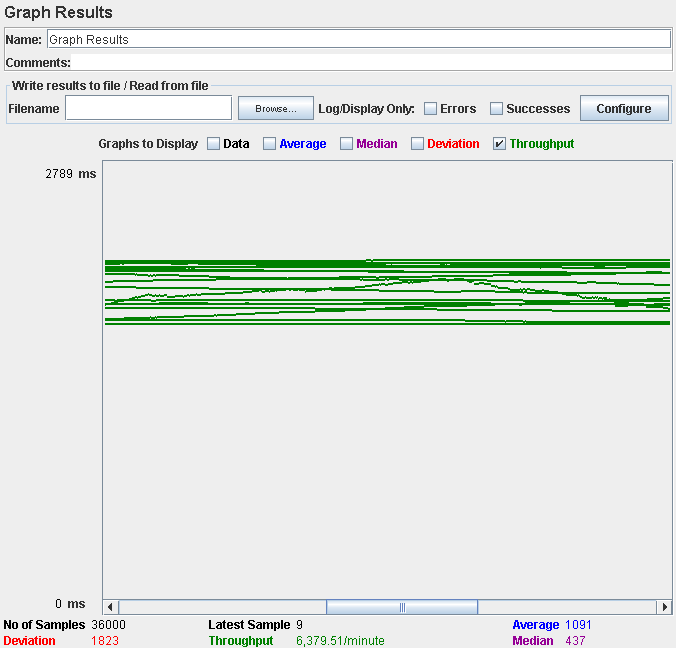 Graph Results
Name: Graph Results
Comments:
Write results to file / Read from file
Filename Browse... Log/Display Only: Errors Successes Configure
Graphs to Display Data Average Median Deviation Throughput
2789 ms
0 ms
No of Samples 36000 Latest Sample 9 Average 1091
Deviation 1823 Throughput 6,379.51/minute Median 437